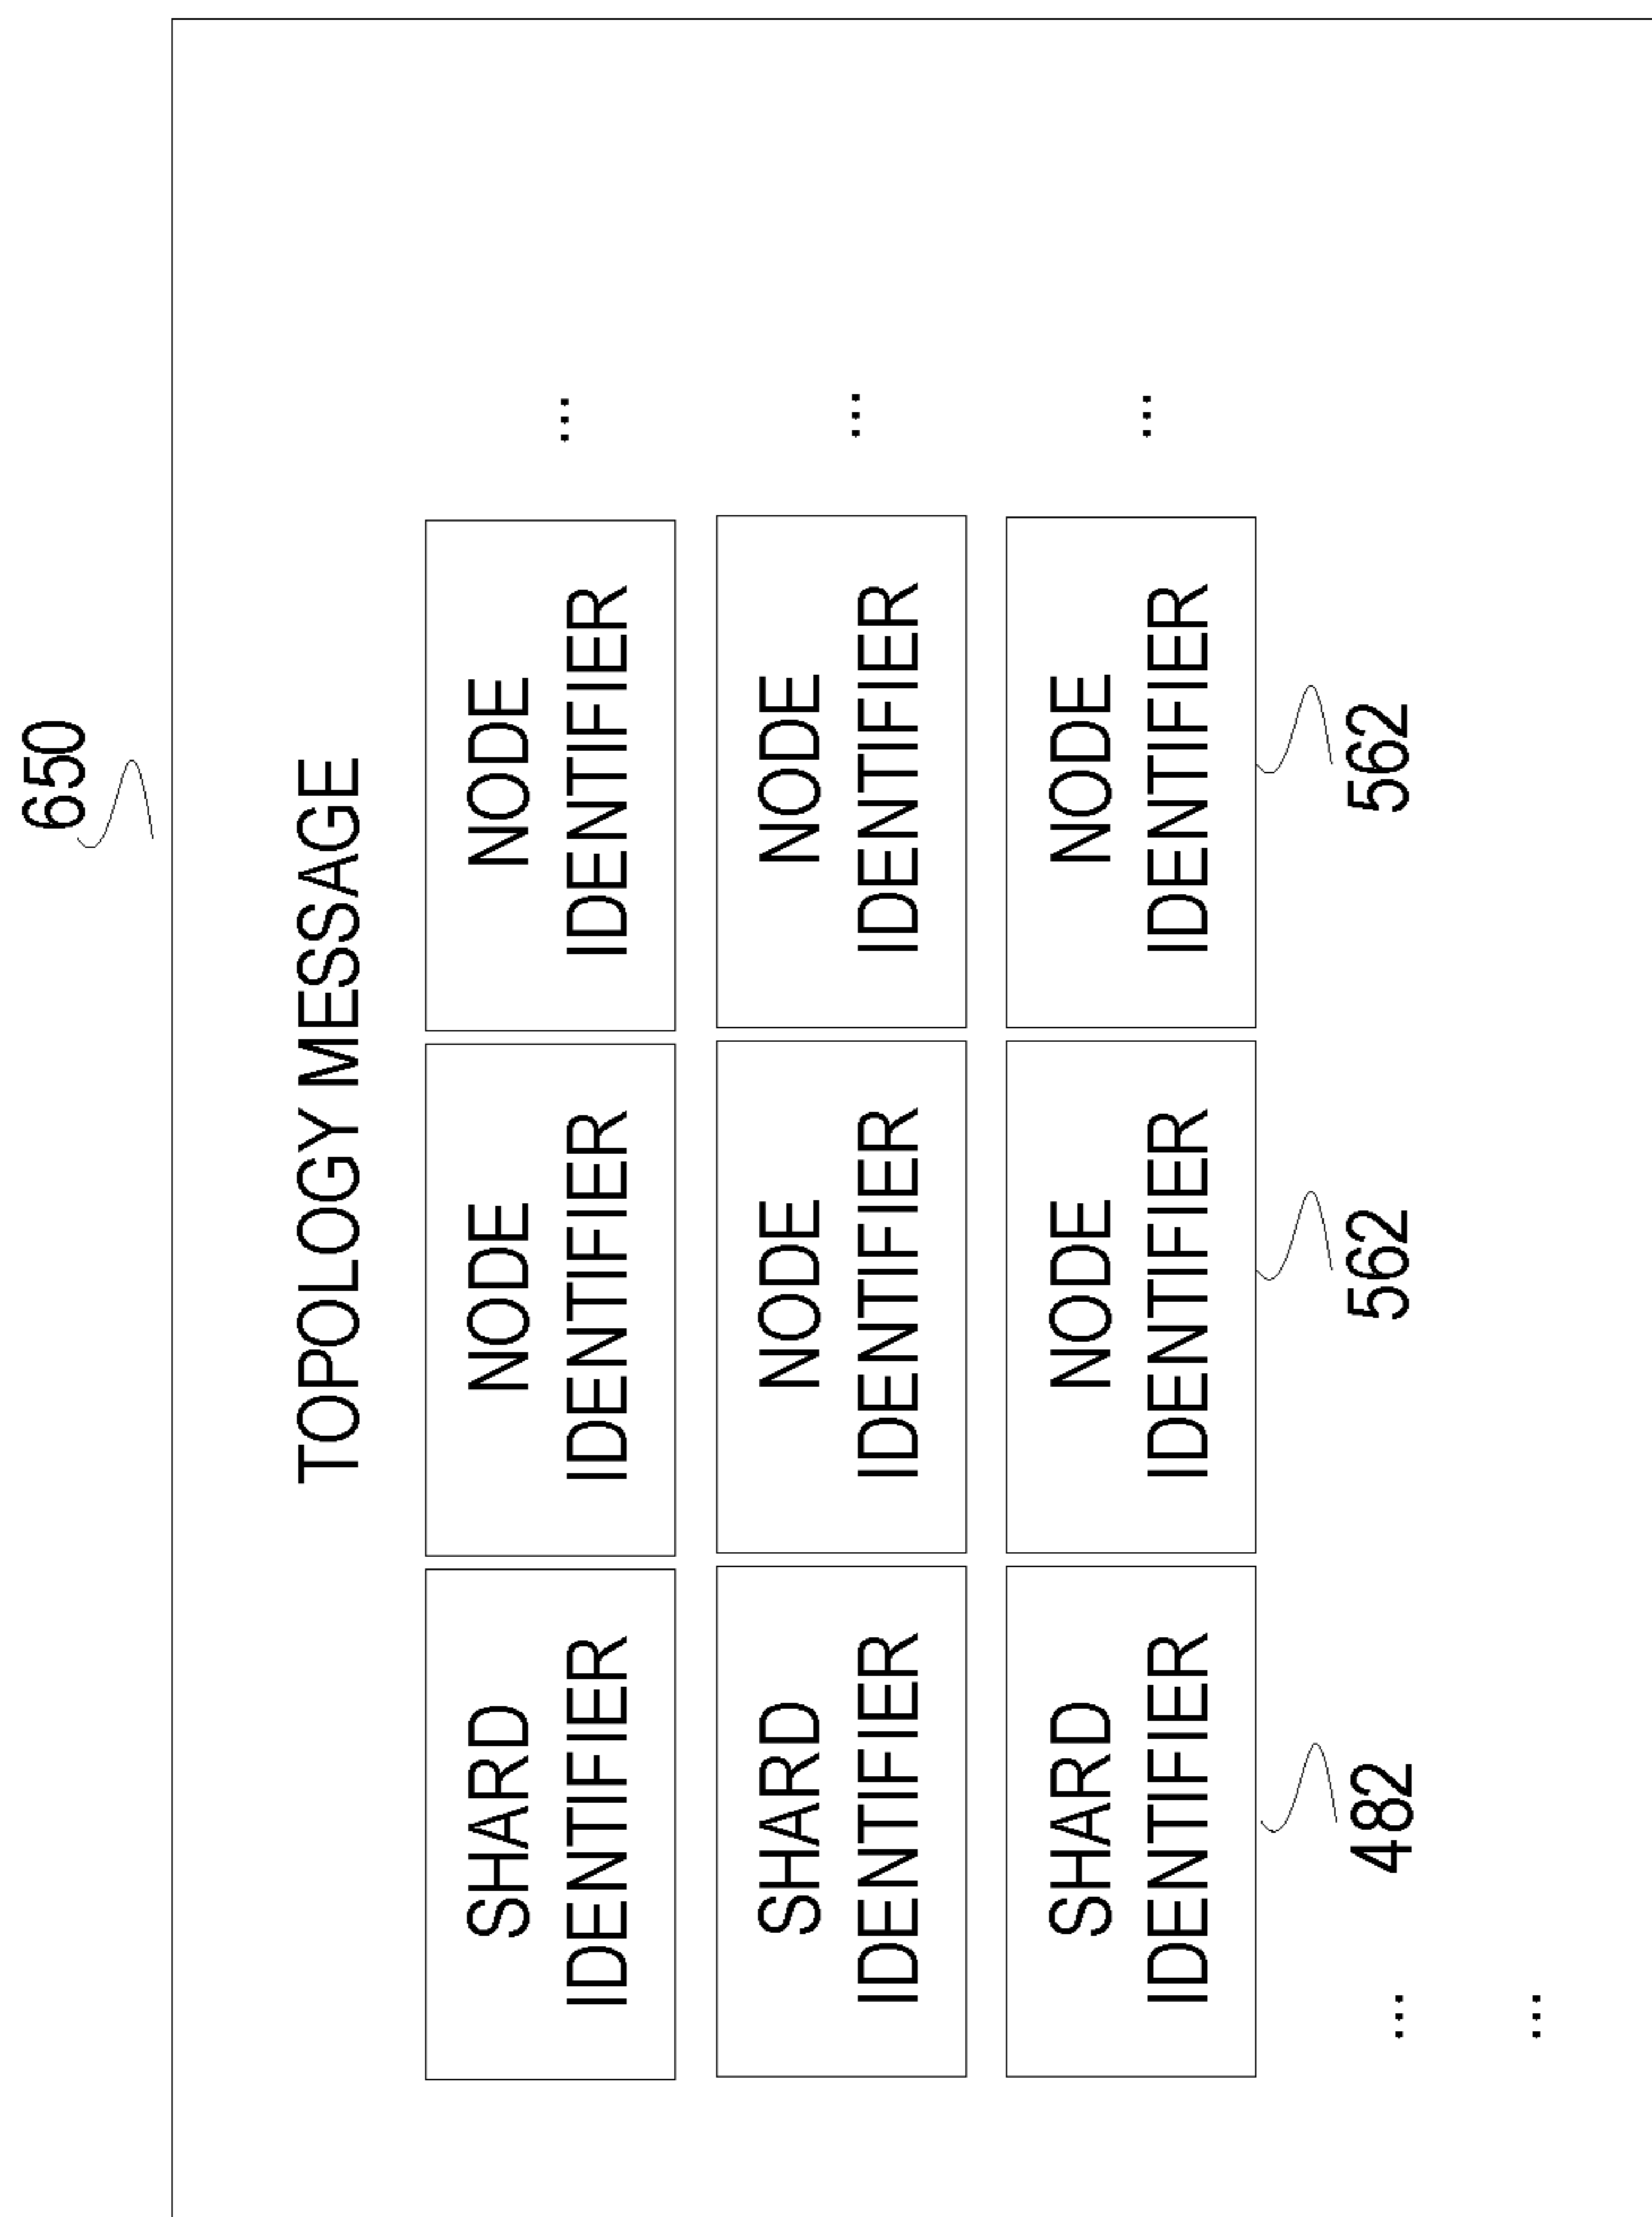 650
TOPOLOGY MESSAGE
SHARD
IDENTIFIER
NODE
IDENTIFIER
NODE
IDENTIFIER
...
SHARD
IDENTIFIER
NODE
IDENTIFIER
NODE
IDENTIFIER
...
SHARD
IDENTIFIER
NODE
IDENTIFIER
NODE
IDENTIFIER
...
...
482
562
562
...